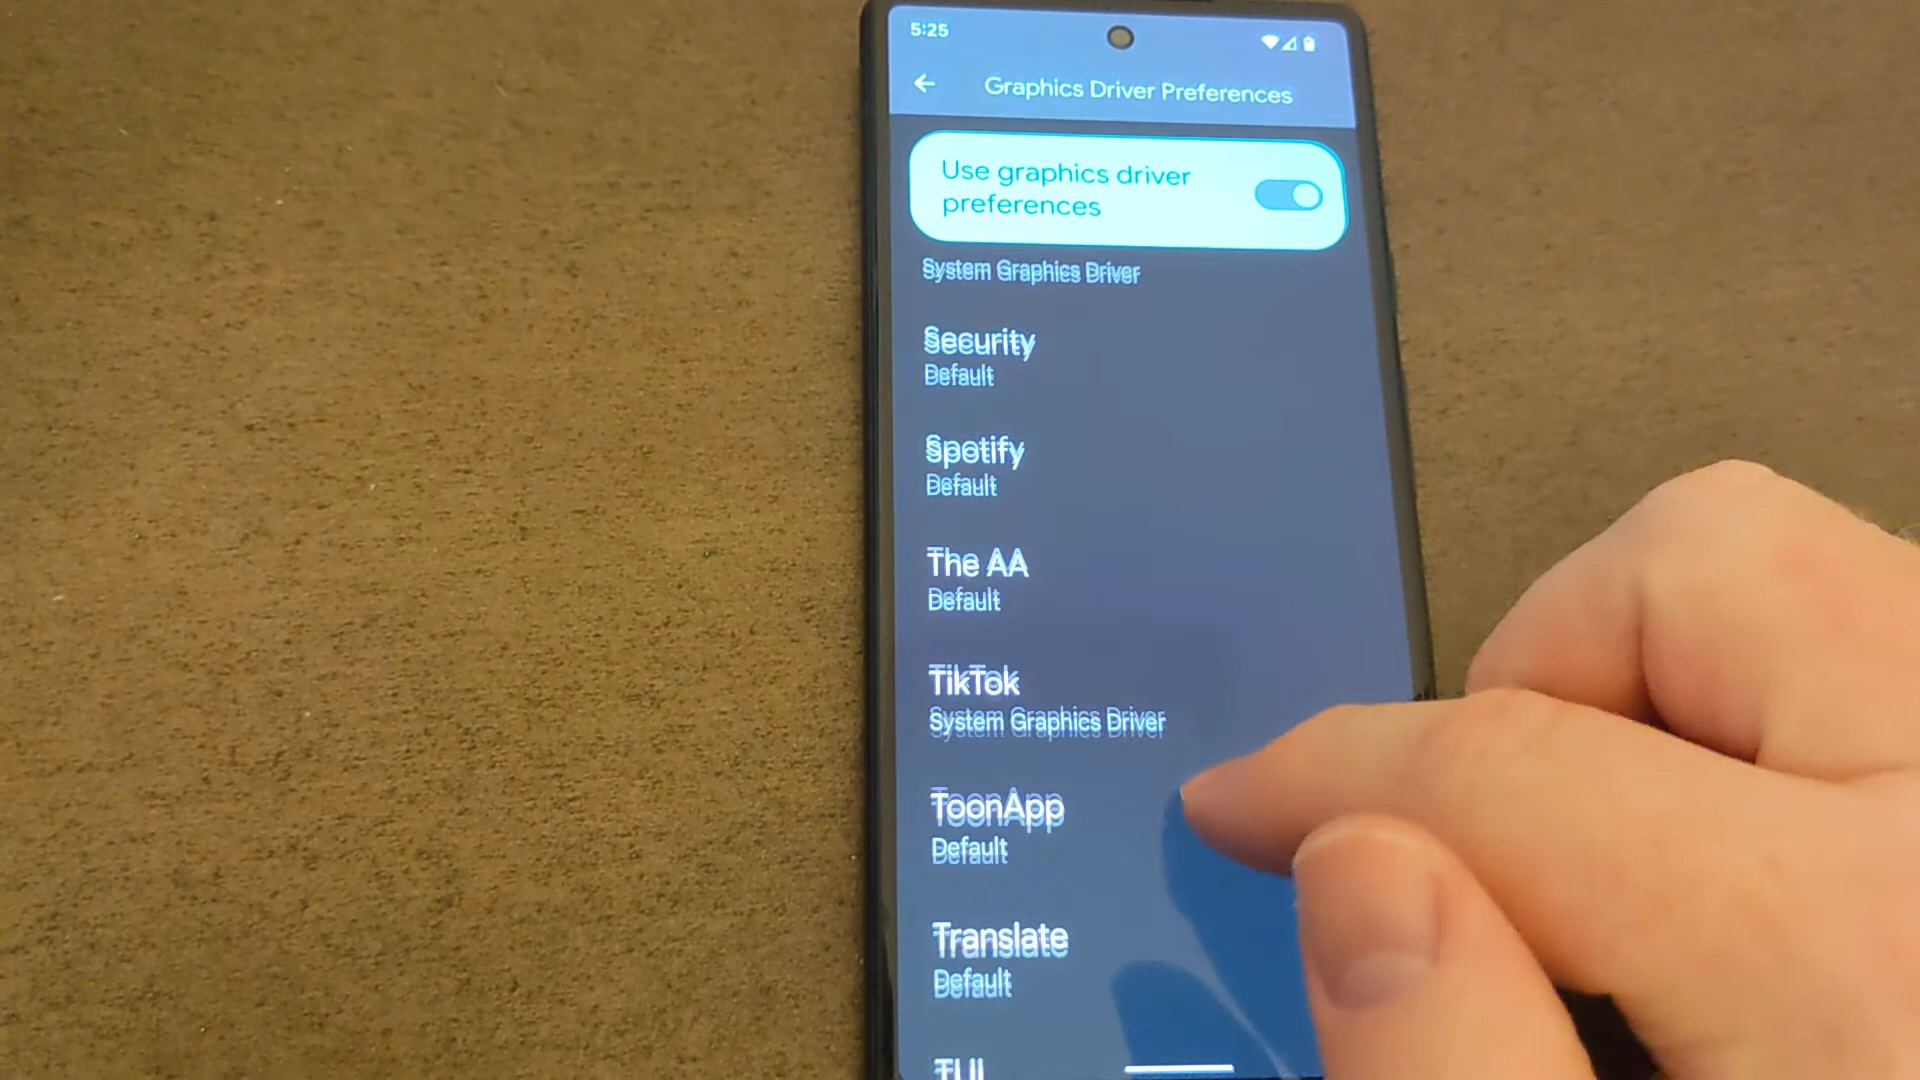 5:25
Graphics Driver Preferences
Use graphics driver
preferences
System Graphics Driver
Security
Default
Spotify
Default
The AA
Default
TikTok
System Graphics Driver
ToonApp
Default
Translate
Default